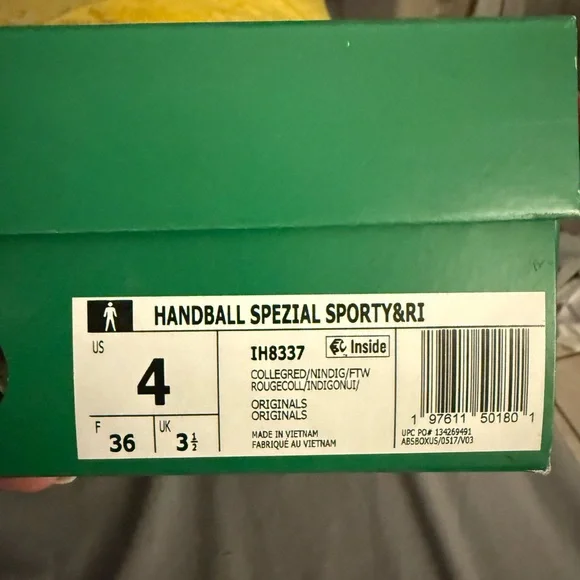 HANDBALL SPEZIAL SPORTY&RI
US
4
F
36
UK
3½
IH8337
Inside
COLLEGRED/NINDIG/FTW
ROUGECOLL/INDIGONUI/
ORIGINALS
ORIGINALS
MADE IN VIETNAM
FABRIQUÉ AU VIETNAM
1 97611 50180 1
UPC PO# 134269491
AB5BOXUS/0517/V03